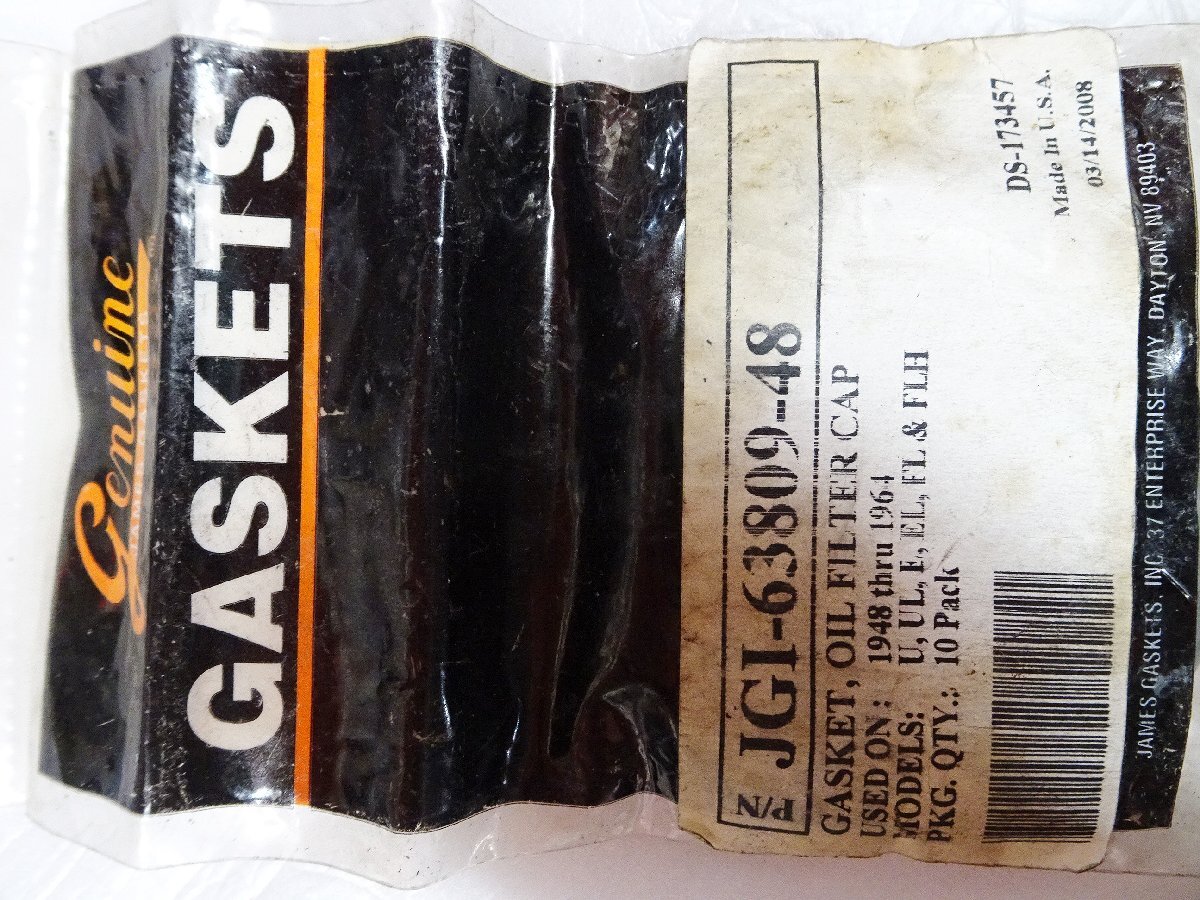 Genuine
JAMES GASKETS
GASKETS
P/N JGI-63809-48
GASKET, OIL FILTER CAP
USED ON : 1948 thru 1964
MODELS: U, UL, E, EL, FL & FLH
PKG. QTY.: 10 Pack
DS-173457
Made In U.S.A.
03/14/2008
JAMES GASKETS, INC. 37 ENTERPRISE WAY, DAYTON, NV 89403